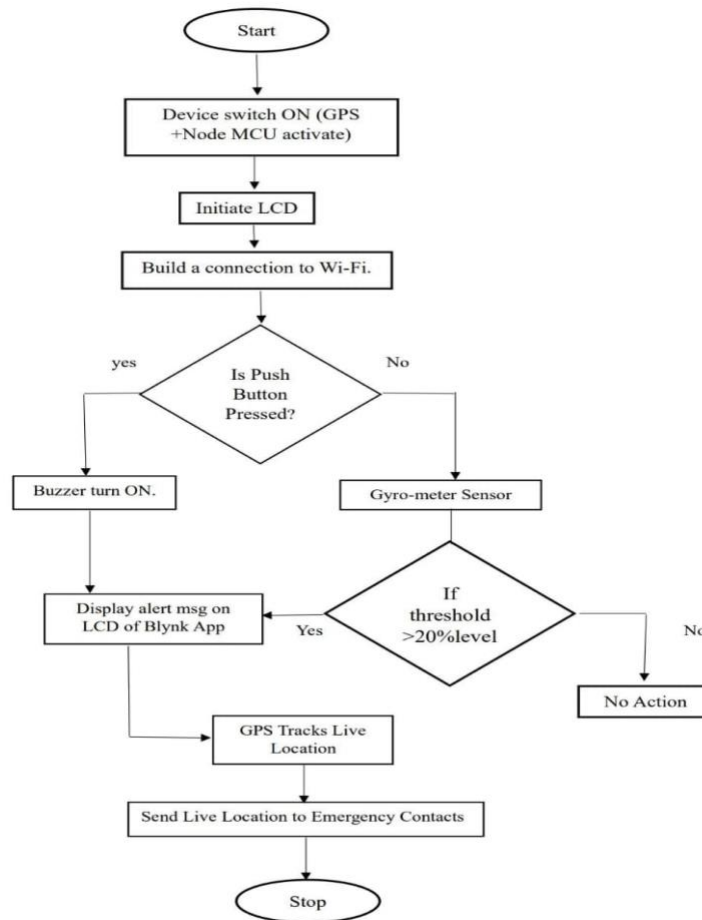 Start
Device switch ON (GPS
+Node MCU activate)
Initiate LCD
Build a connection to Wi-Fi.
yes
No
Is Push
Button
Pressed?
Buzzer turn ON.
Gyro-meter Sensor
Display alert msg on
LCD of Blynk App
Yes
If
threshold
>20%level
No
No Action
GPS Tracks Live
Location
Send Live Location to Emergency Contacts
Stop